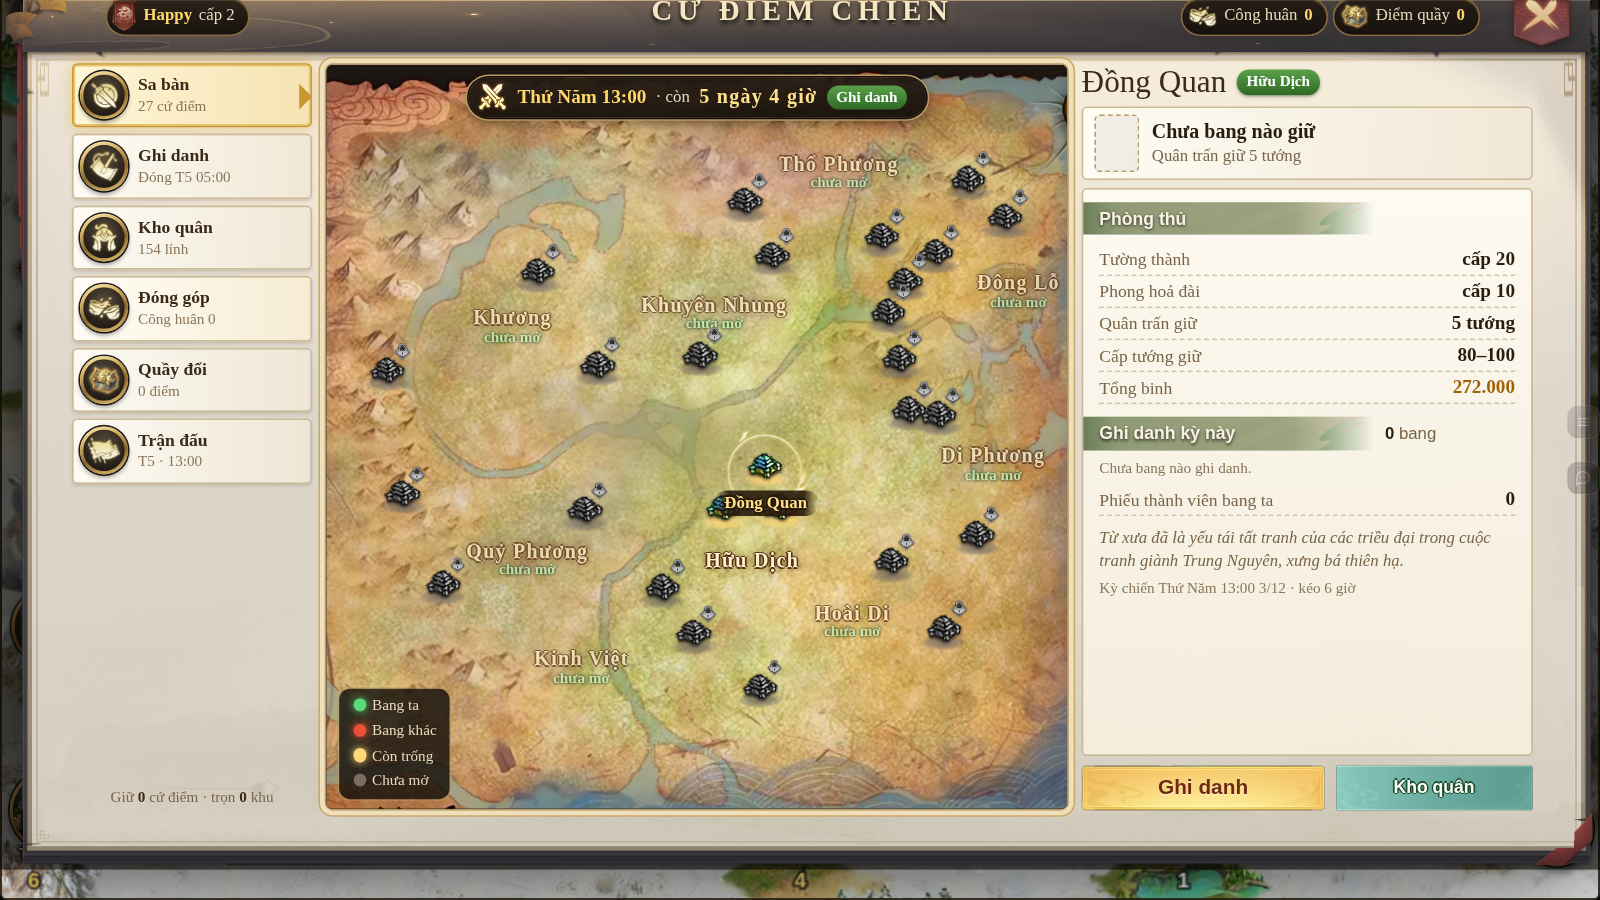 Happy cấp 2
CỨ ĐIỂM CHIẾN
Công huân 0
Điểm quầy 0
Sa bàn
27 cứ điểm
Ghi danh
Đóng T5 05:00
Kho quân
154 lính
Đóng góp
Công huân 0
Quầy đổi
0 điểm
Trận đấu
T5 · 13:00
Giữ 0 cứ điểm · trọn 0 khu
Thứ Năm 13:00 · còn 5 ngày 4 giờ Ghi danh
Thổ Phương
chưa mở
Đông Lỗ
chưa mở
Khuyển Nhung
chưa mở
Khương
chưa mở
Di Phương
chưa mở
Đồng Quan
Quỷ Phương
chưa mở
Hữu Dịch
Hoài Di
chưa mở
Kinh Việt
chưa mở
Bang ta
Bang khác
Còn trống
Chưa mở
Đồng Quan Hữu Dịch
Chưa bang nào giữ
Quân trấn giữ 5 tướng
Phòng thủ
Tường thành cấp 20
Phong hoả đài cấp 10
Quân trấn giữ 5 tướng
Cấp tướng giữ 80–100
Tổng binh 272.000
Ghi danh kỳ này 0 bang
Chưa bang nào ghi danh.
Phiếu thành viên bang ta 0
Từ xưa đã là yếu tái tất tranh của các triều đại trong cuộc
tranh giành Trung Nguyên, xưng bá thiên hạ.
Kỳ chiến Thứ Năm 13:00 3/12 · kéo 6 giờ
Ghi danh
Kho quân
6
4
1